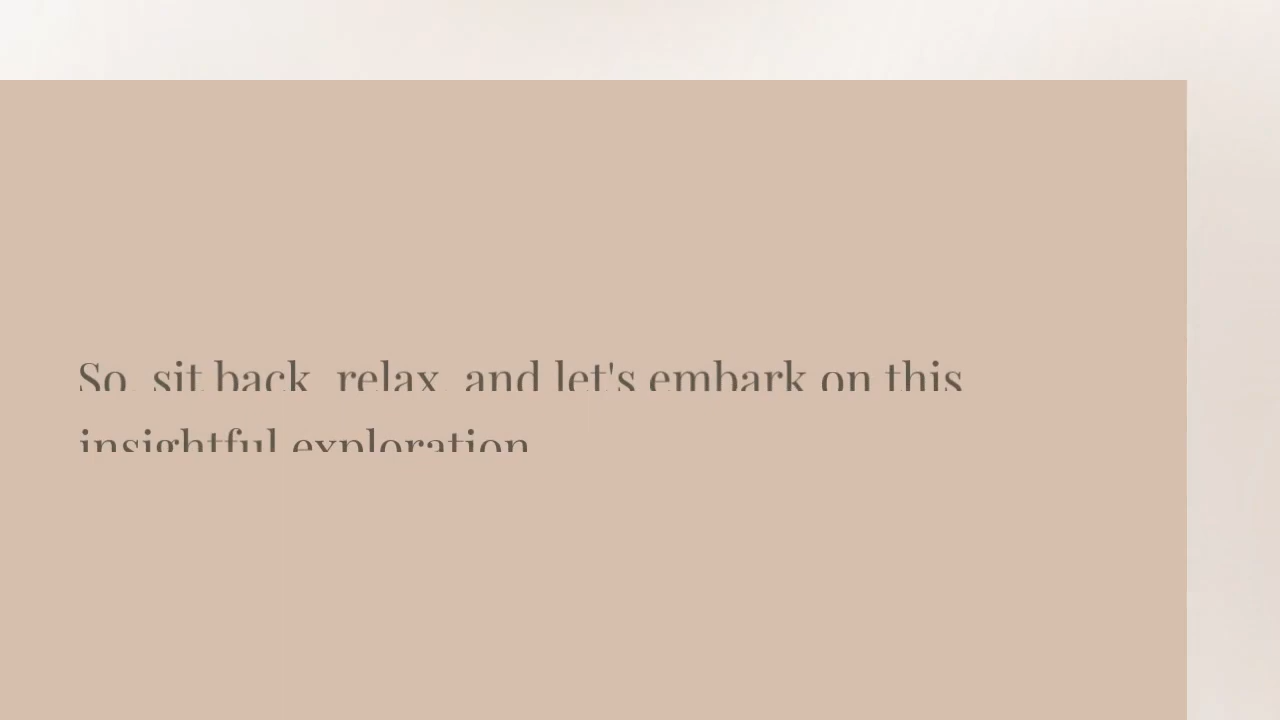 So, sit back, relax, and let's embark on this
insightful exploration